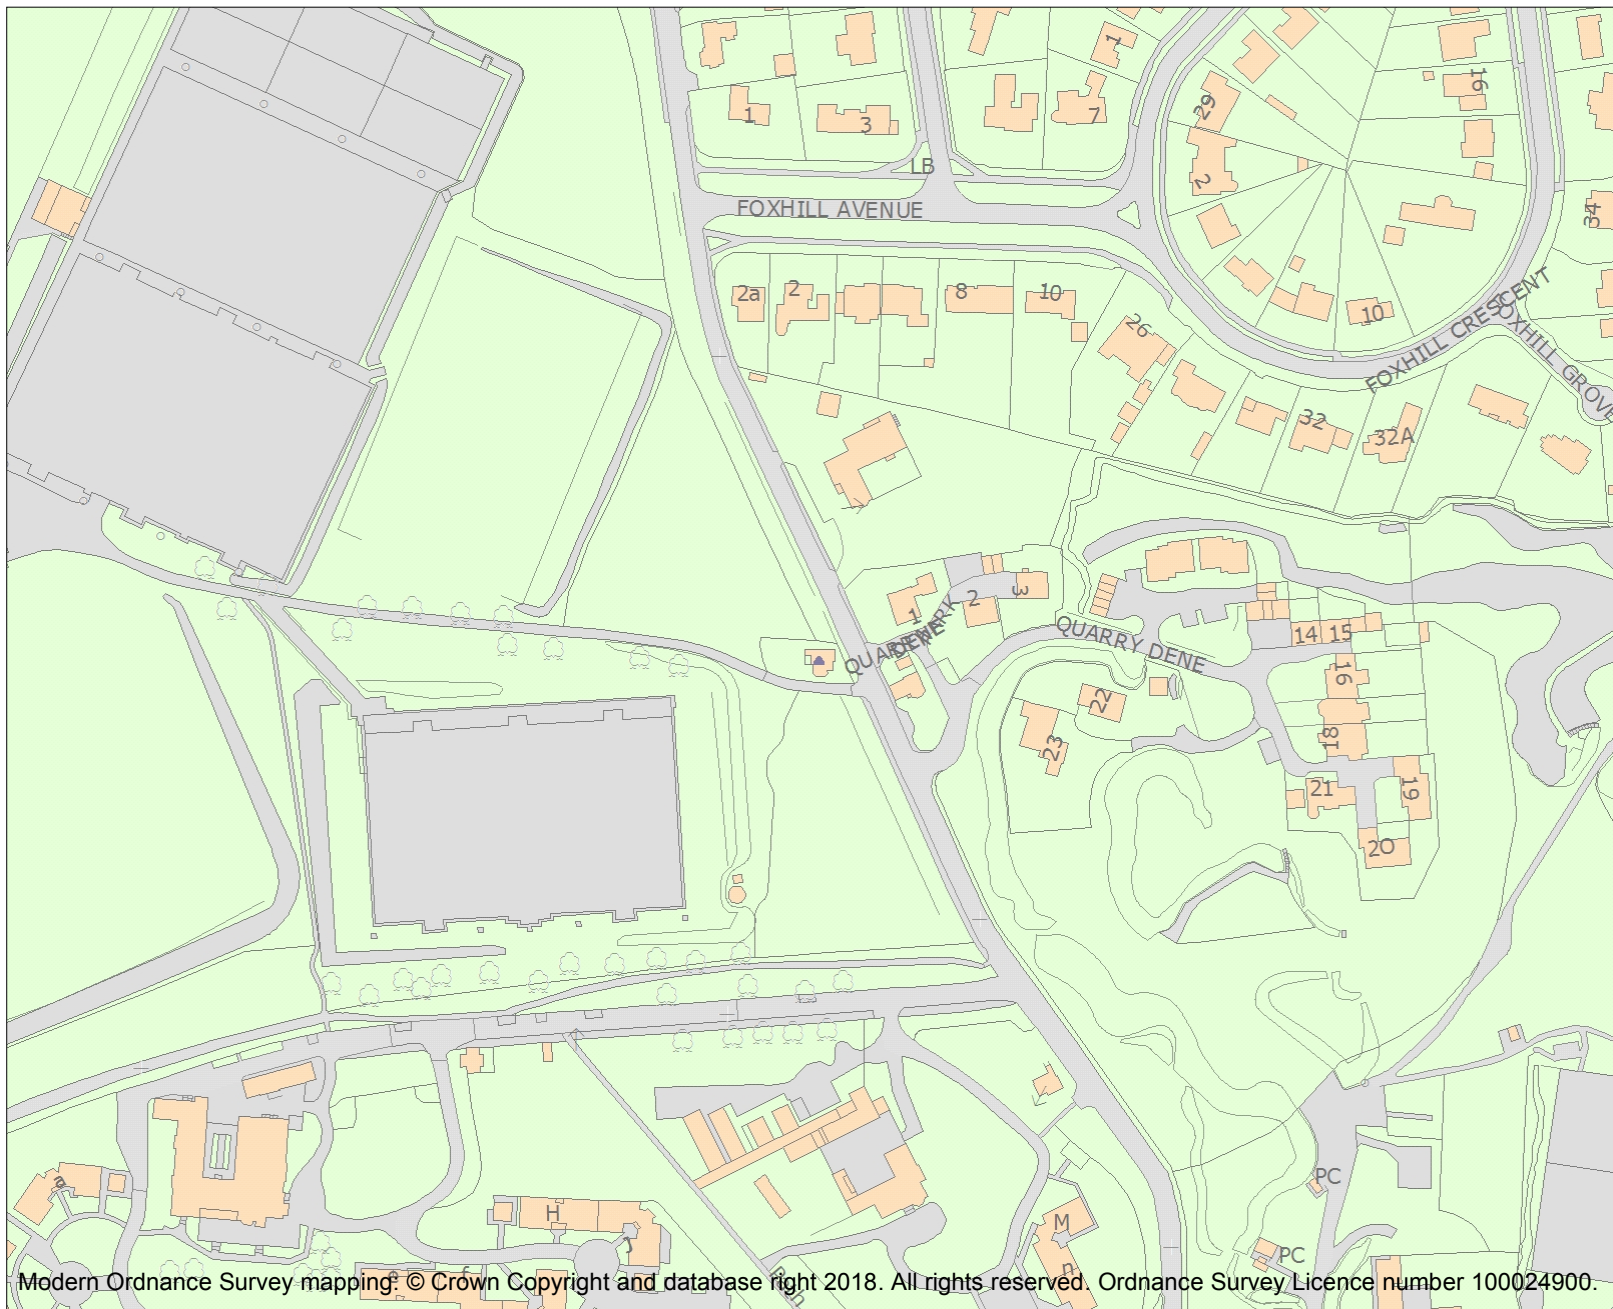 1
16
29
1
3
7
LB
2
34
FOXHILL AVENUE
2a
2
8
10
10
26
FOXHILL CRESCENT
FOXHILL GROVE
32
32A
1
2
3
QUARRY DENE
14
15
16
22
23
18
21
19
20
PC
a
H
J
M
PC
e
f
n
Path
Modern Ordnance Survey mapping: © Crown Copyright and database right 2018. All rights reserved. Ordnance Survey Licence number 100024900.